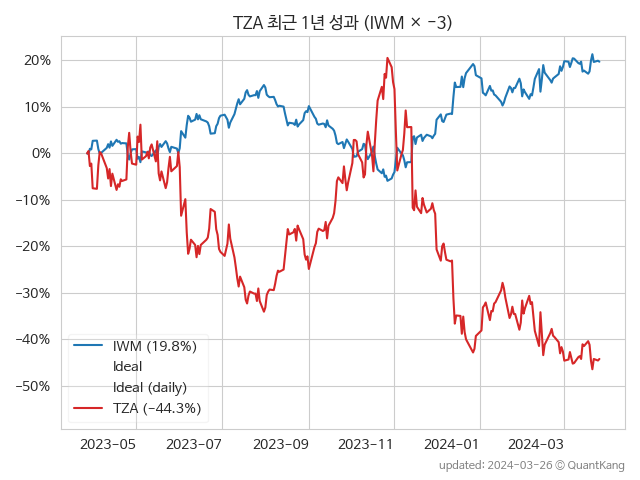 TZA 최근 1년 성과 (IWM × −3)
20%
10%
0%
−10%
−20%
−30%
−40%
−50%
IWM (19.8%)
Ideal
Ideal (daily)
TZA (−44.3%)
2023−05 2023−07 2023−09 2023−11 2024−01 2024−03
updated: 2024−03−26 © QuantKang